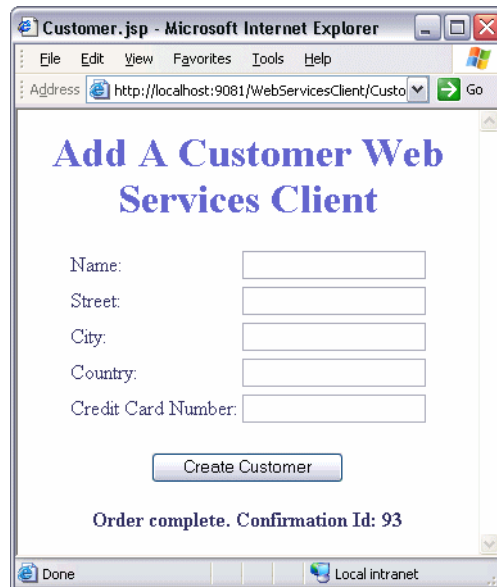 Customer.jsp - Microsoft Internet Explorer
File Edit View Favorites Tools Help
Address http://localhost:9081/WebServicesClient/Custo Go
Add A Customer Web
Services Client
Name:
Street:
City:
Country:
Credit Card Number:
Create Customer
Order complete. Confirmation Id: 93
Done Local intranet